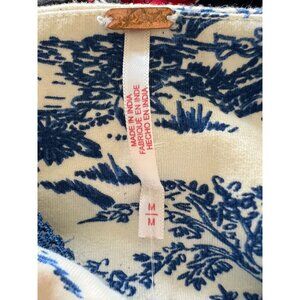 MADE IN INDIA
FABRIQUÉ EN INDE
HECHO EN INDIA
M
M